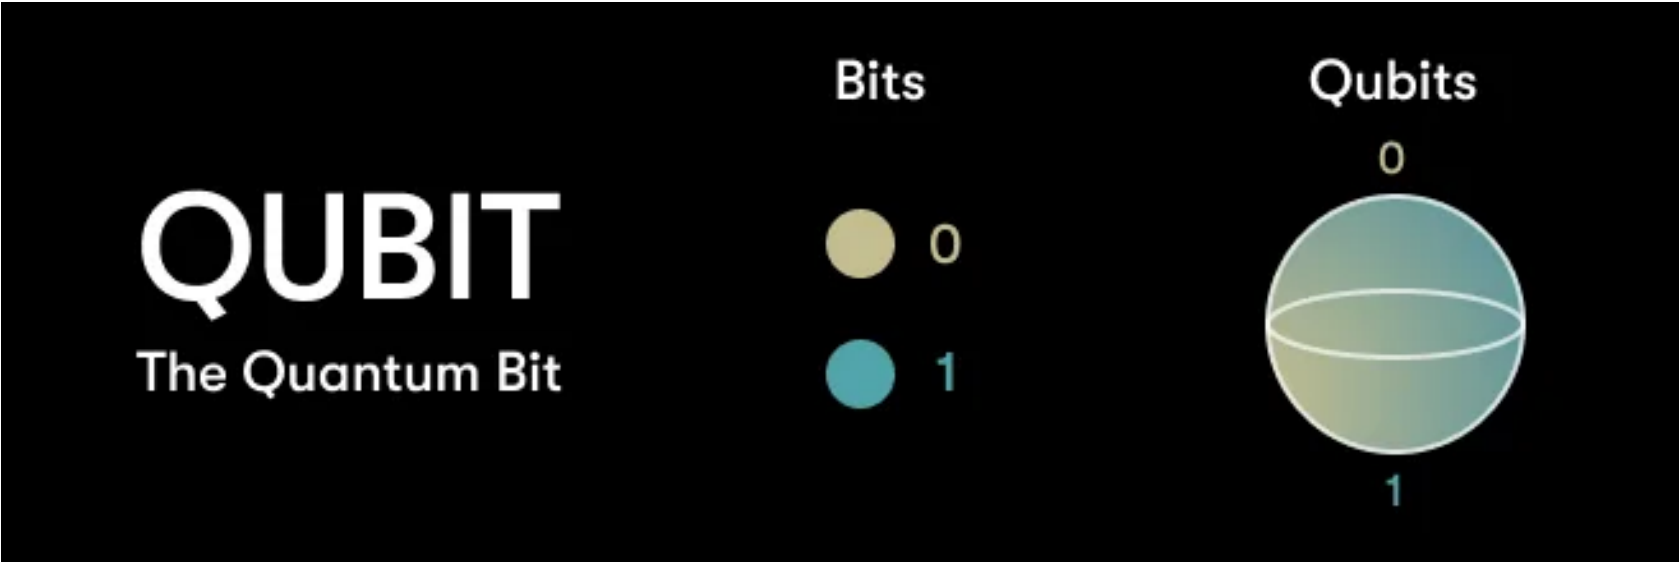 QUBIT
The Quantum Bit
Bits
0
1
Qubits
0
1